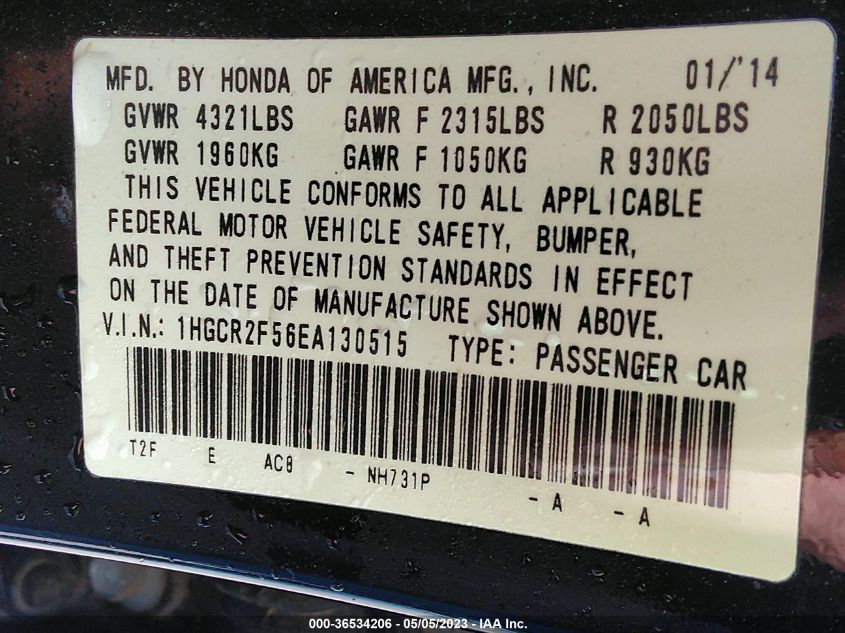 MFD. BY HONDA OF AMERICA MFG., INC. 01/'14
GVWR 4321LBS GAWR F 2315LBS R 2050LBS
GVWR 1960KG GAWR F 1050KG R 930KG
THIS VEHICLE CONFORMS TO ALL APPLICABLE
FEDERAL MOTOR VEHICLE SAFETY, BUMPER,
AND THEFT PREVENTION STANDARDS IN EFFECT
ON THE DATE OF MANUFACTURE SHOWN ABOVE.
V.I.N.: 1HGCR2F56EA130515 TYPE: PASSENGER CAR
T2F E AC8 - NH731P - A - A
000-36534206 - 05/05/2023 - IAA Inc.